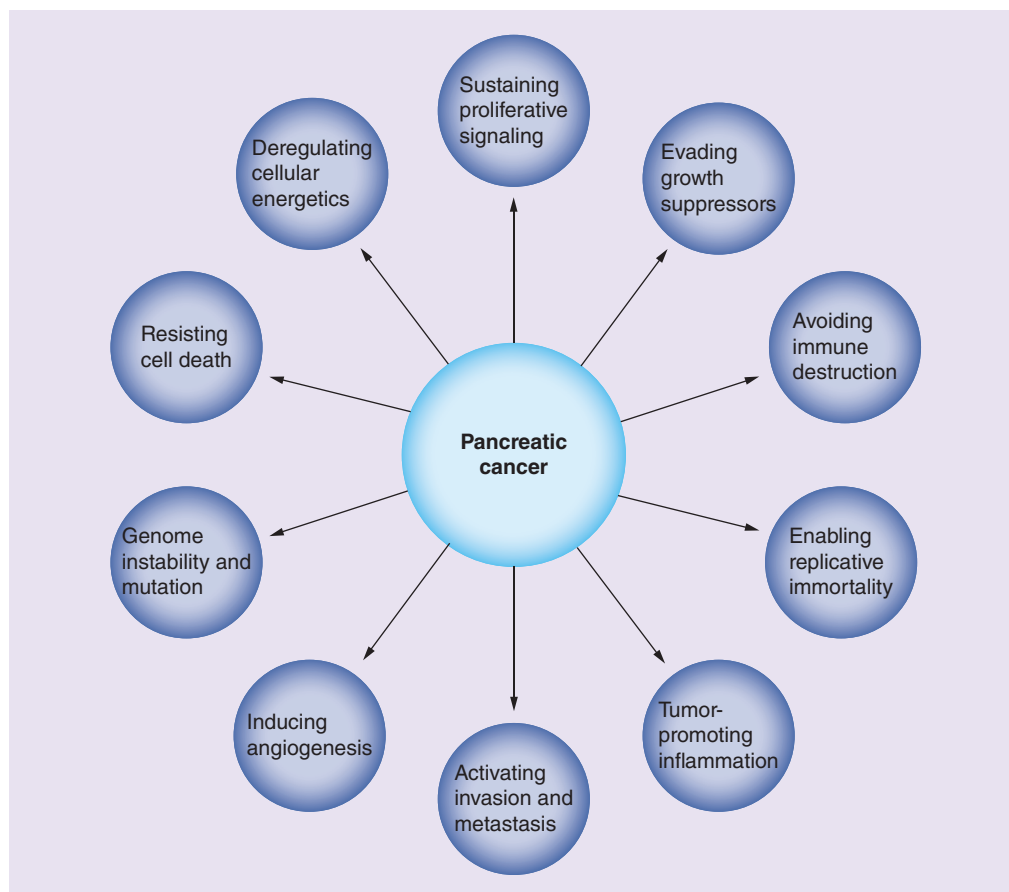 Sustaining
proliferative
signaling
Evading
growth
suppressors
Avoiding
immune
destruction
Enabling
replicative
immortality
Tumor-
promoting
inflammation
Activating
invasion and
metastasis
Inducing
angiogenesis
Genome
instability and
mutation
Resisting
cell death
Deregulating
cellular
energetics
Pancreatic
cancer